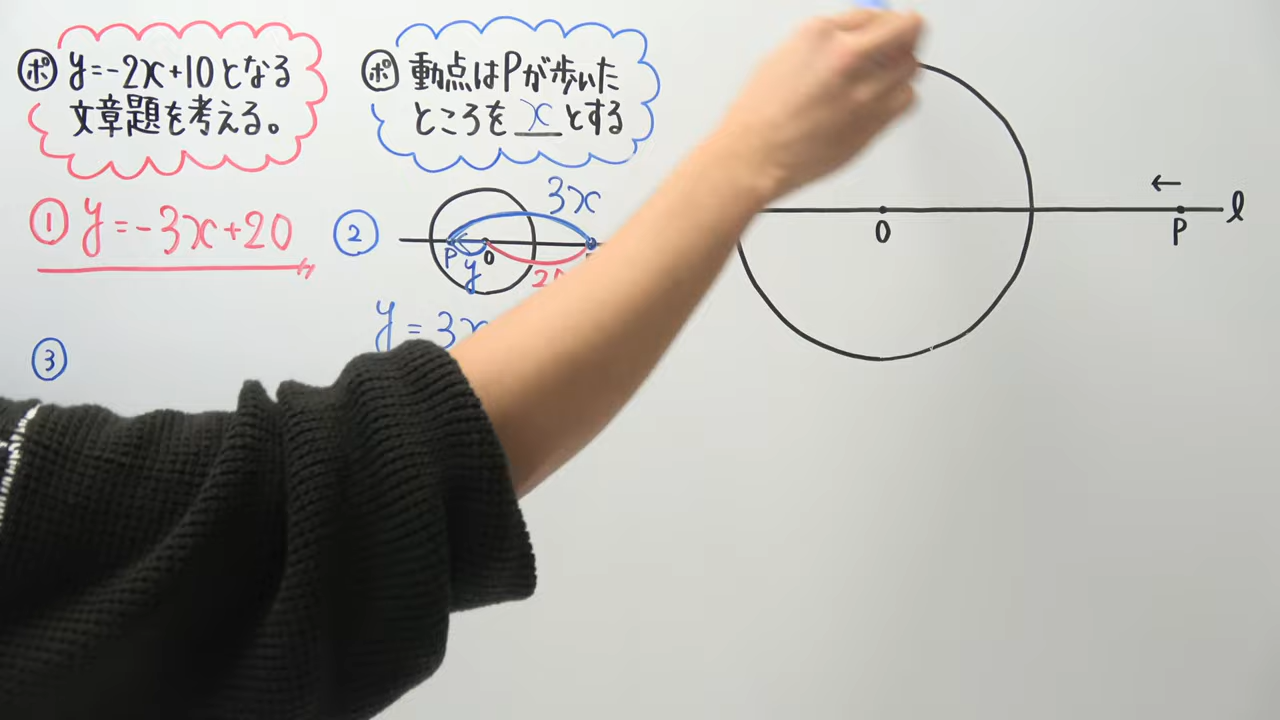 ポ y=-2x+10となる
文章題を考える。
ポ 動点はPが歩いた
ところを x とする
① y=-3x+20
② 3x
P O
y
y=3x
③
O
P
l